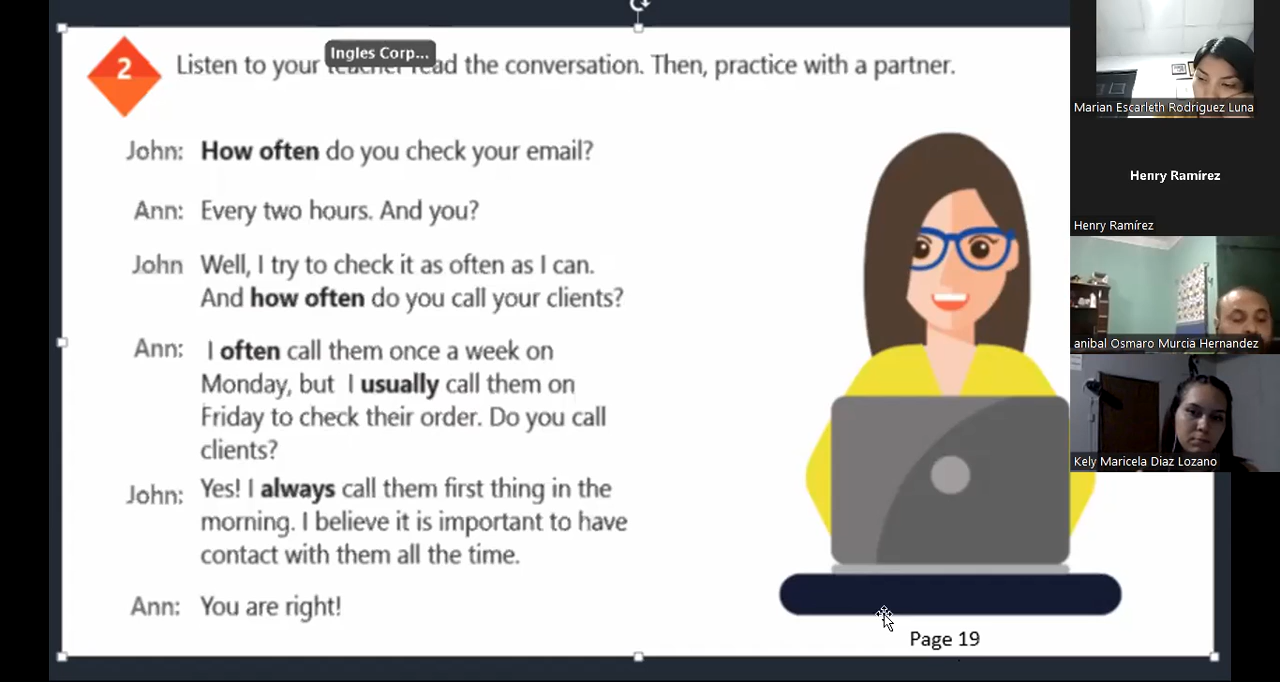 Ingles Corp...
2
Listen to your teacher read the conversation. Then, practice with a partner.
John: How often do you check your email?
Ann: Every two hours. And you?
John Well, I try to check it as often as I can.
And how often do you call your clients?
Ann: I often call them once a week on
Monday, but I usually call them on
Friday to check their order. Do you call
clients?
John: Yes! I always call them first thing in the
morning. I believe it is important to have
contact with them all the time.
Ann: You are right!
Page 19
Marian Escarleth Rodriguez Luna
Henry Ramírez
Henry Ramírez
anibal Osmaro Murcia Hernandez
Kely Maricela Diaz Lozano